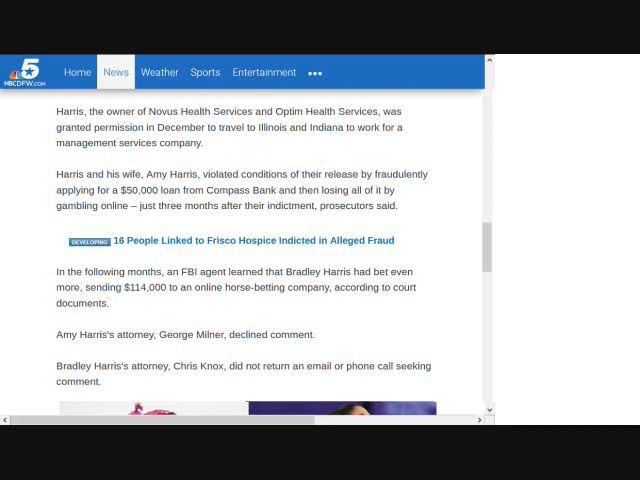 5
NBCDFW.COM
Home News Weather Sports Entertainment •••
Harris, the owner of Novus Health Services and Optim Health Services, was
granted permission in December to travel to Illinois and Indiana to work for a
management services company.
Harris and his wife, Amy Harris, violated conditions of their release by fraudulently
applying for a $50,000 loan from Compass Bank and then losing all of it by
gambling online – just three months after their indictment, prosecutors said.
DEVELOPING 16 People Linked to Frisco Hospice Indicted in Alleged Fraud
In the following months, an FBI agent learned that Bradley Harris had bet even
more, sending $114,000 to an online horse-betting company, according to court
documents.
Amy Harris's attorney, George Milner, declined comment.
Bradley Harris's attorney, Chris Knox, did not return an email or phone call seeking
comment.